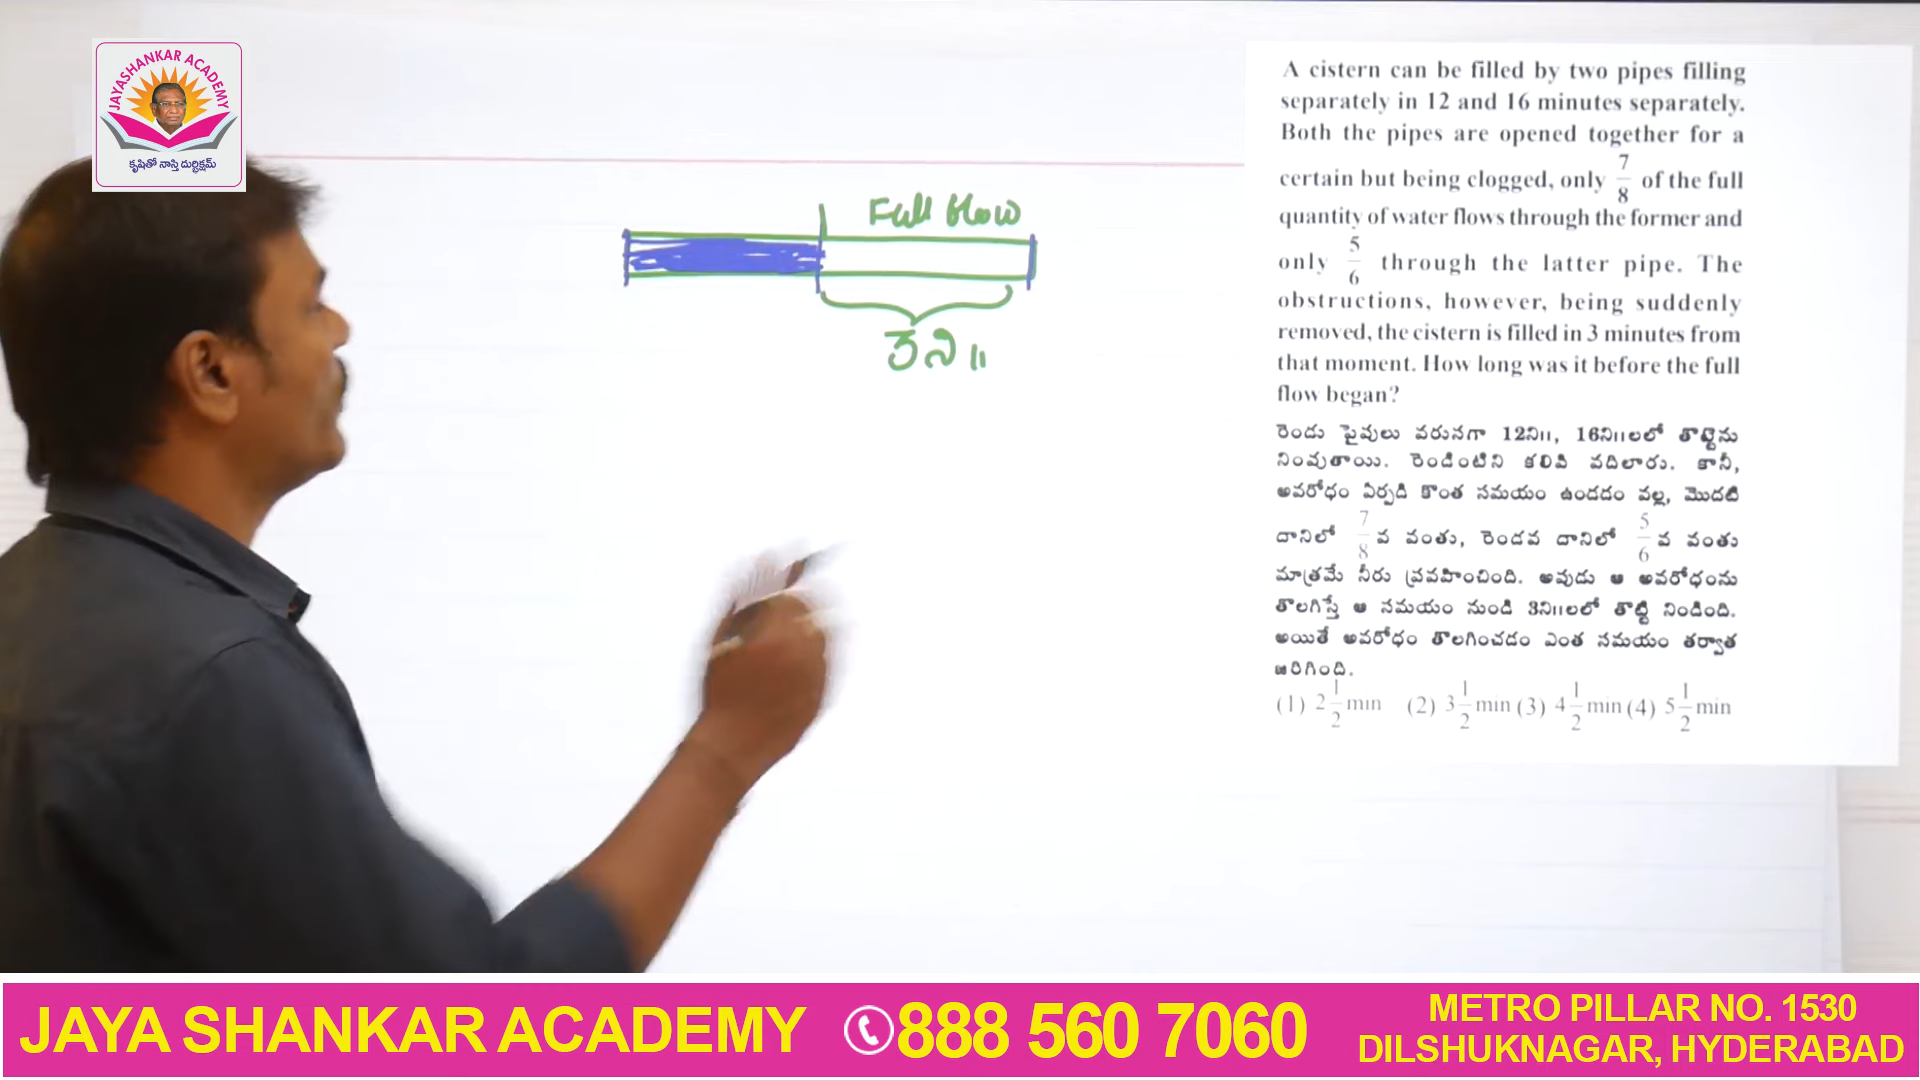 JAYASHANKAR ACADEMY
కృషితో నాస్తి దుర్భిక్షమ్
Full flow
3ని॥
A cistern can be filled by two pipes filling
separately in 12 and 16 minutes separately.
Both the pipes are opened together for a
certain but being clogged, only 7/8 of the full
quantity of water flows through the former and
only 5/6 through the latter pipe. The
obstructions, however, being suddenly
removed, the cistern is filled in 3 minutes from
that moment. How long was it before the full
flow began?
రెండు పైపులు వరుసగా 12ని॥, 16ని॥లలో తొట్టెను
నింపుతాయి. రెండింటిని కలిపి వదిలారు. కానీ,
అవరోధం ఏర్పడి కొంత సమయం ఉండడం వల్ల, మొదటి
దానిలో 7/8 వ వంతు, రెండవ దానిలో 5/6 వ వంతు
మాత్రమే నీరు ప్రవహించింది. అపుడు ఆ అవరోధంను
తొలగిస్తే ఆ సమయం నుండి 3ని॥లలో తొట్టి నిండింది.
అయితే అవరోధం తొలగించడం ఎంత సమయం తర్వాత
జరిగింది.
(1) 2 1/2 min (2) 3 1/2 min (3) 4 1/2 min (4) 5 1/2 min
JAYA SHANKAR ACADEMY
888 560 7060
METRO PILLAR NO. 1530
DILSHUKNAGAR, HYDERABAD